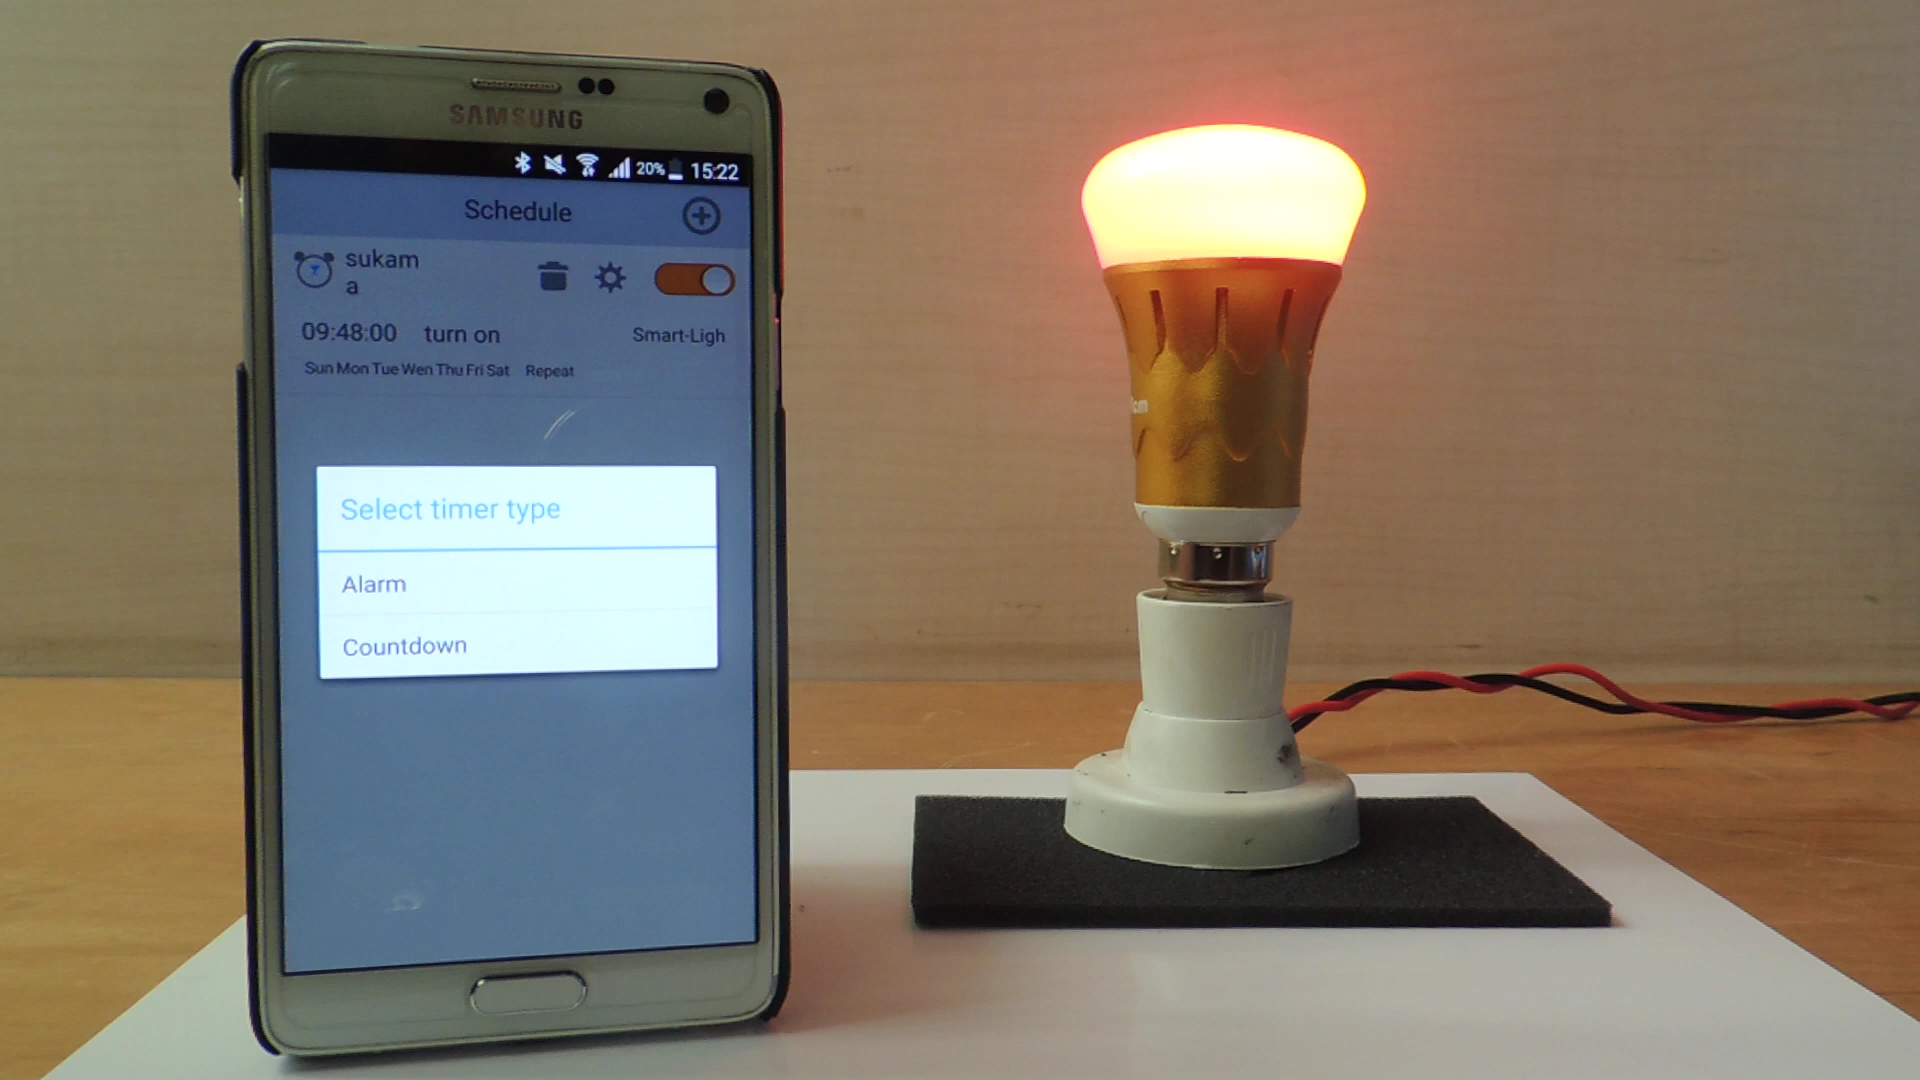 SAMSUNG
20% 15:22
Schedule
sukam
a
09:48:00 turn on Smart-Ligh
Sun Mon Tue Wen Thu Fri Sat Repeat
Select timer type
Alarm
Countdown